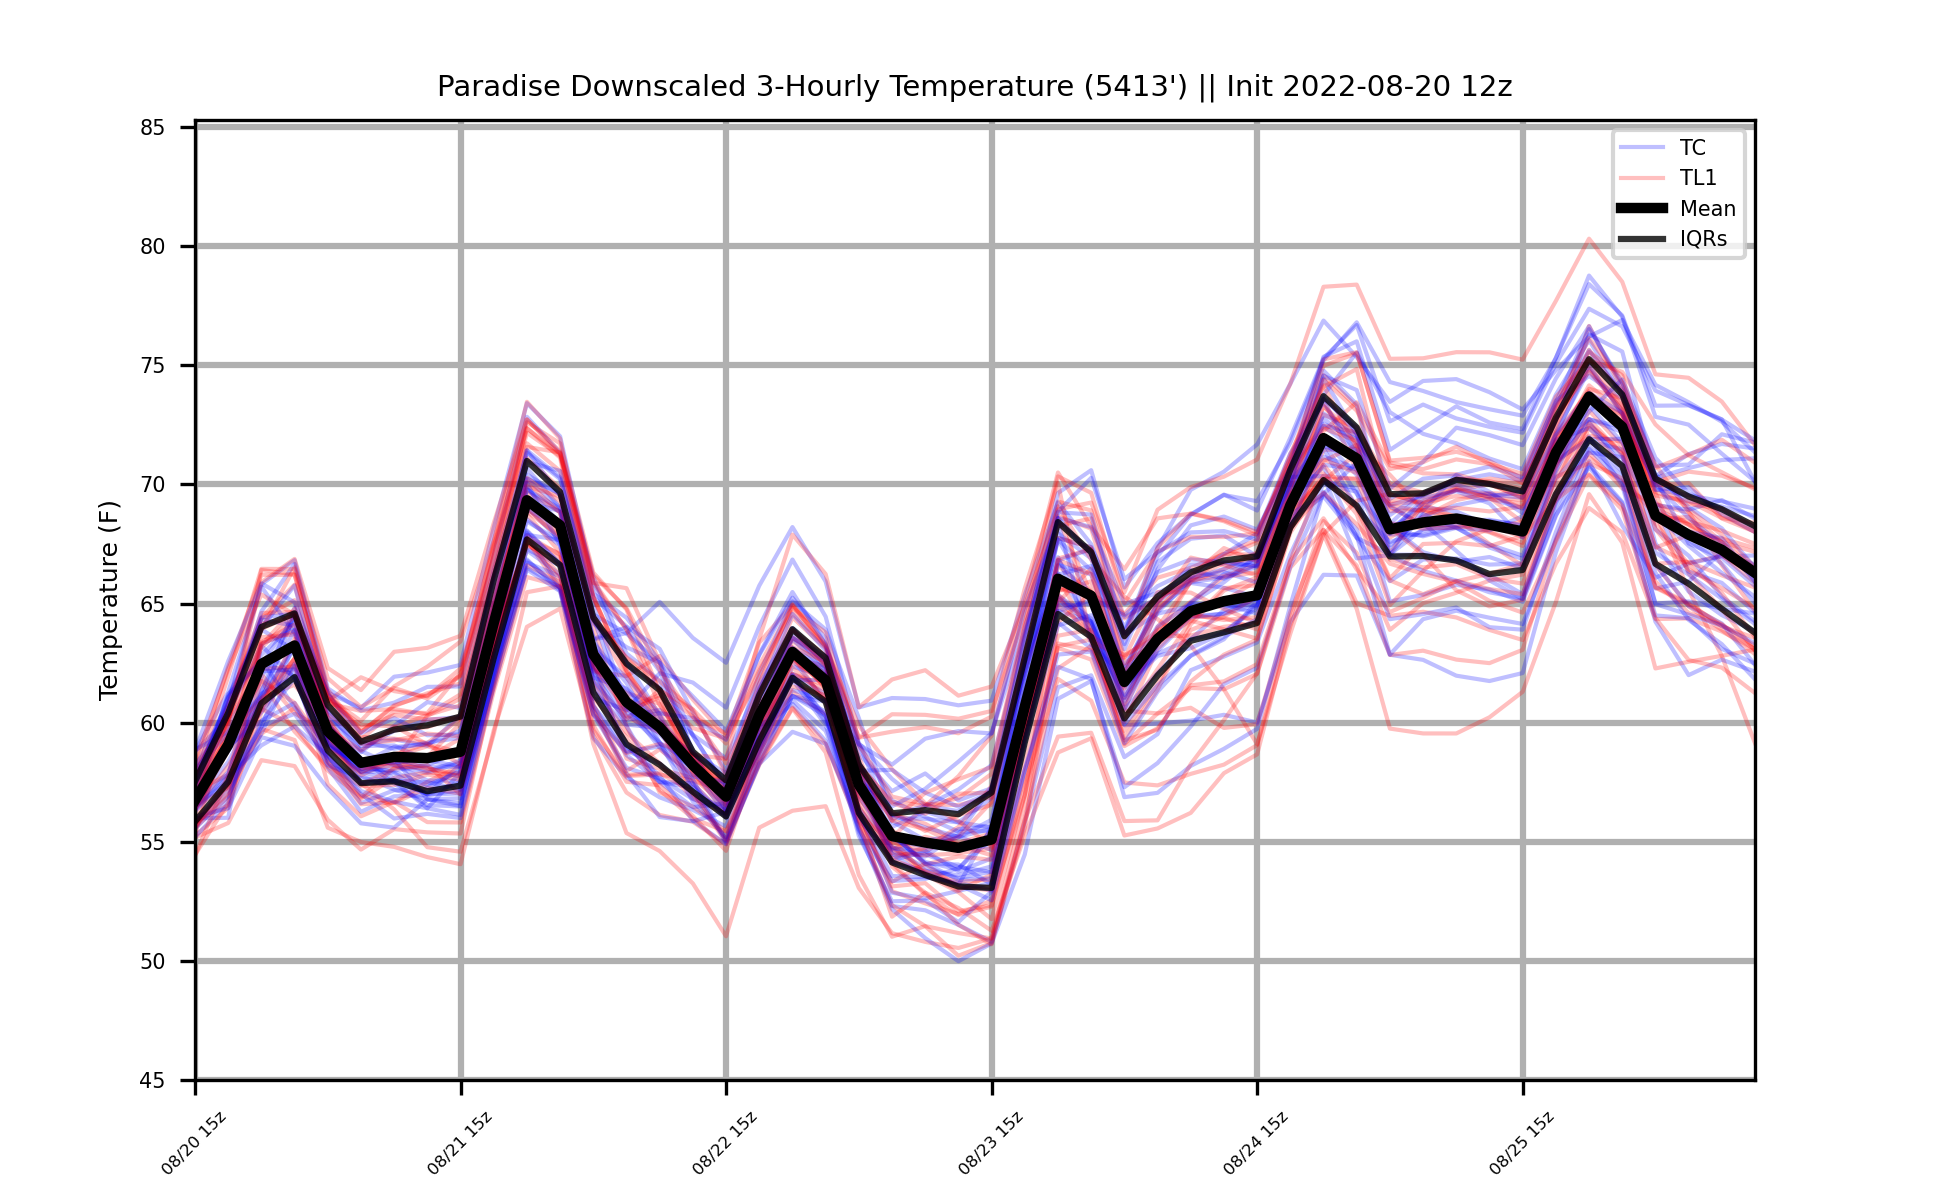 Paradise Downscaled 3-Hourly Temperature (5413') || Init 2022-08-20 12z
85
80
75
70
65
60
55
50
45
Temperature (F)
TC
TL1
Mean
IQRs
08/20 15z
08/21 15z
08/22 15z
08/23 15z
08/24 15z
08/25 15z